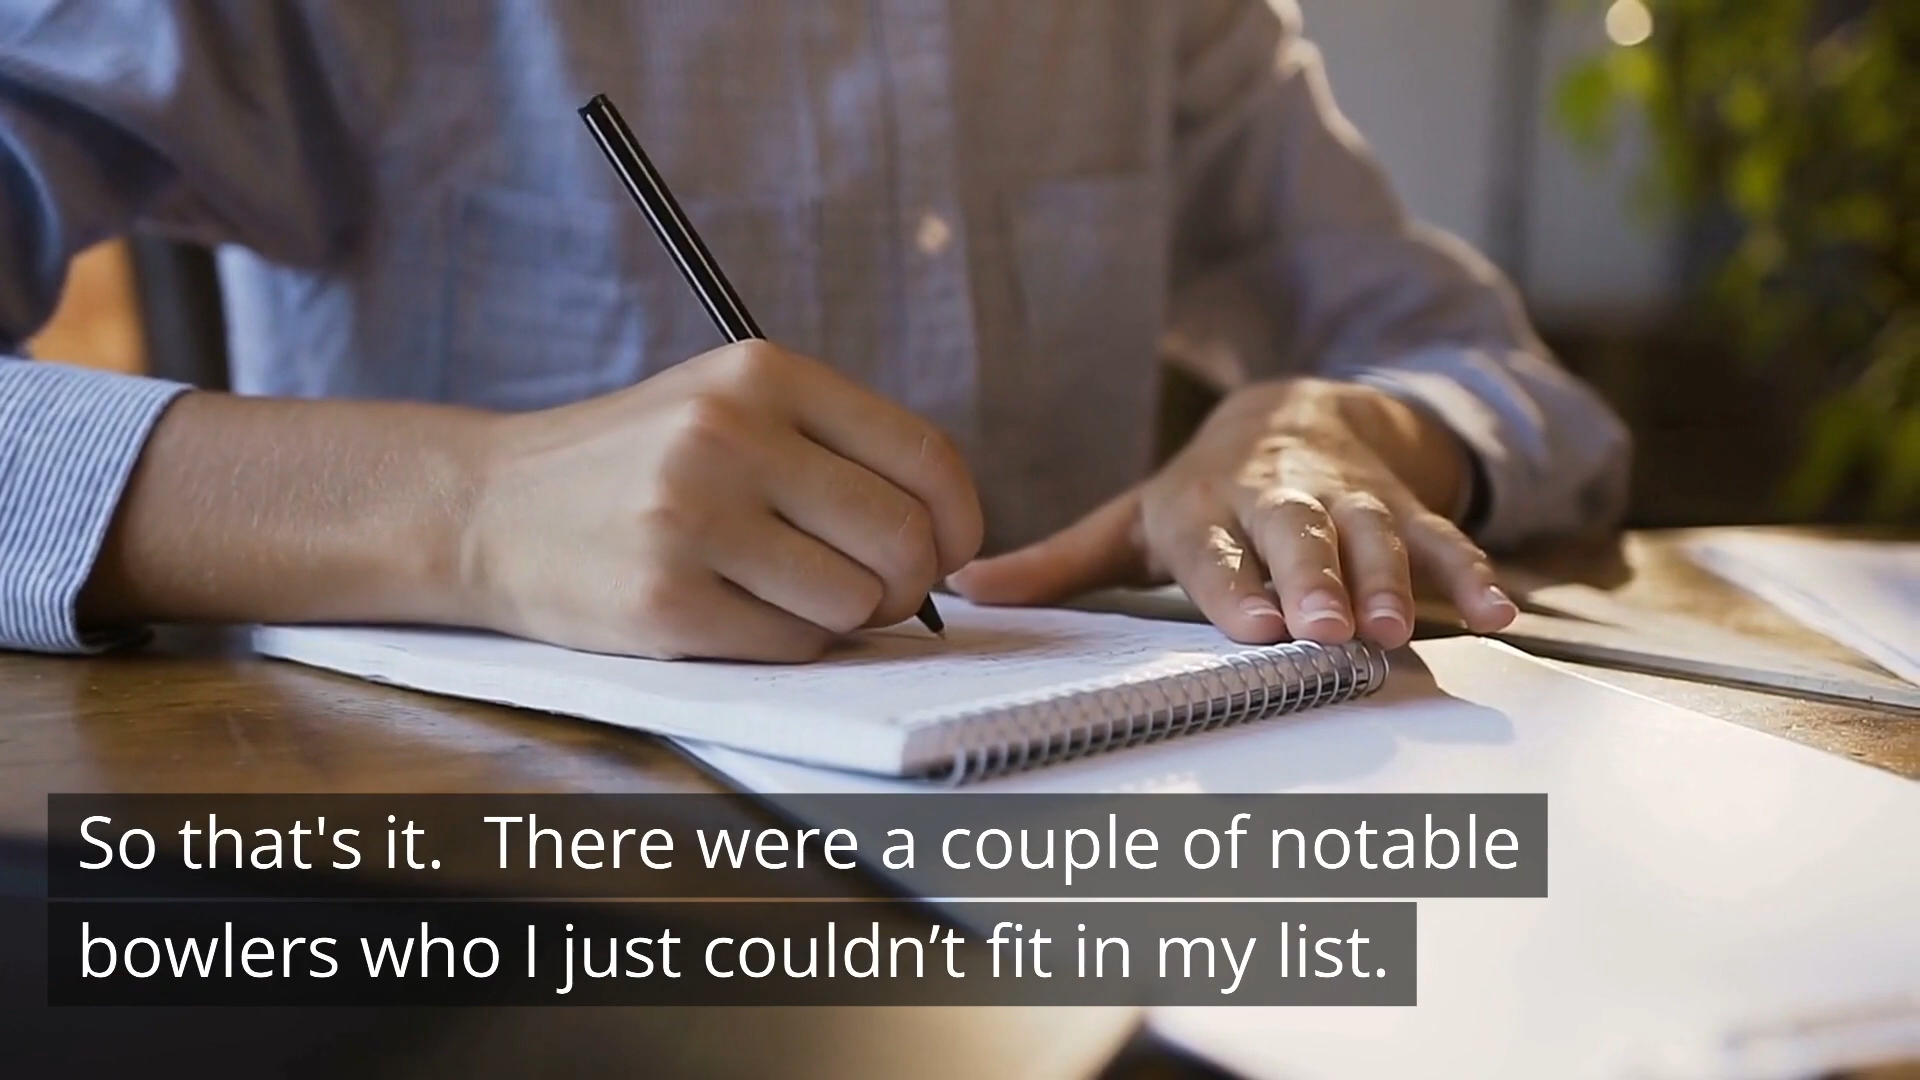 So that's it.  There were a couple of notable
bowlers who I just couldn’t fit in my list.